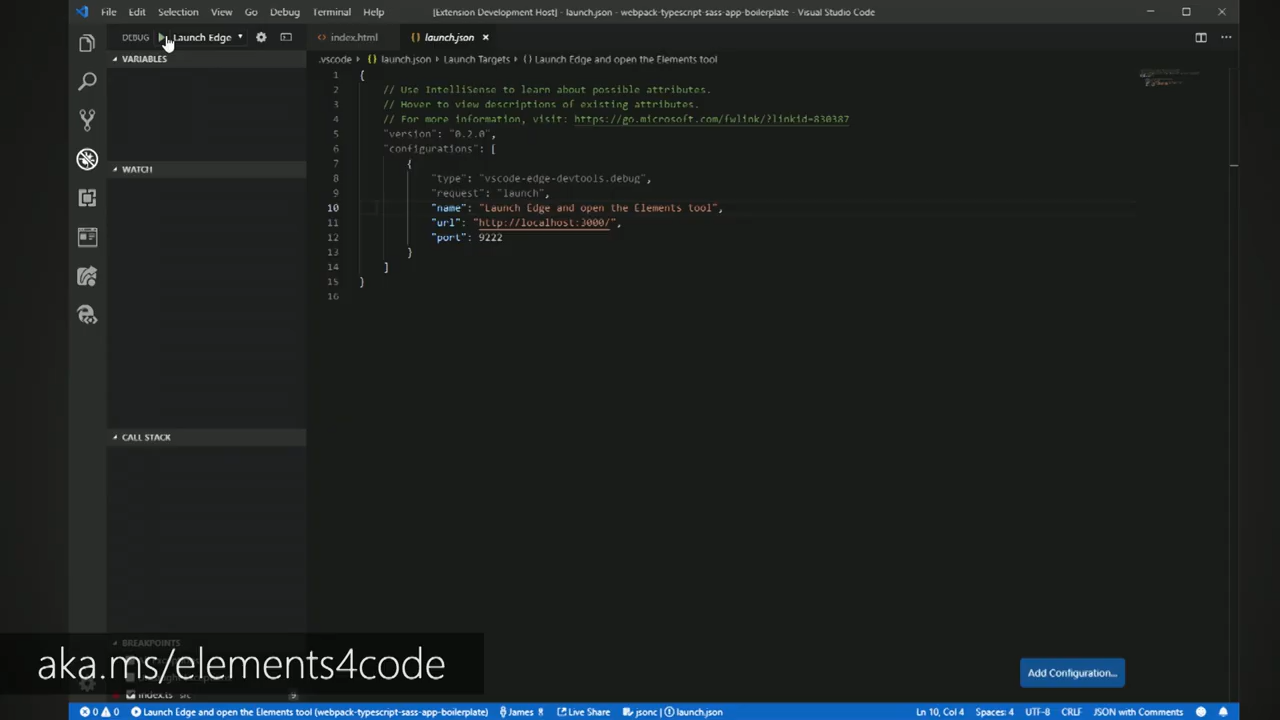 File Edit Selection View Go Debug Terminal Help [Extension Development Host] - launch.json - webpack-typescript-sass-app-boilerplate - Visual Studio Code
DEBUG Launch Edge index.html {} launch.json
.vscode › {} launch.json › Launch Targets › {} Launch Edge and open the Elements tool
VARIABLES
WATCH
CALL STACK
BREAKPOINTS
index.ts src
1 {
2 // Use IntelliSense to learn about possible attributes.
3 // Hover to view descriptions of existing attributes.
4 // For more information, visit: https://go.microsoft.com/fwlink/?linkid=830387
5 "version": "0.2.0",
6 "configurations": [
7 {
8 "type": "vscode-edge-devtools.debug",
9 "request": "launch",
10 "name": "Launch Edge and open the Elements tool",
11 "url": "http://localhost:3000/",
12 "port": 9222
13 }
14 ]
15 }
16
aka.ms/elements4code
Add Configuration...
0 0 Launch Edge and open the Elements tool (webpack-typescript-sass-app-boilerplate) James Live Share jsonc launch.json Ln 10, Col 4 Spaces: 4 UTF-8 CRLF JSON with Comments